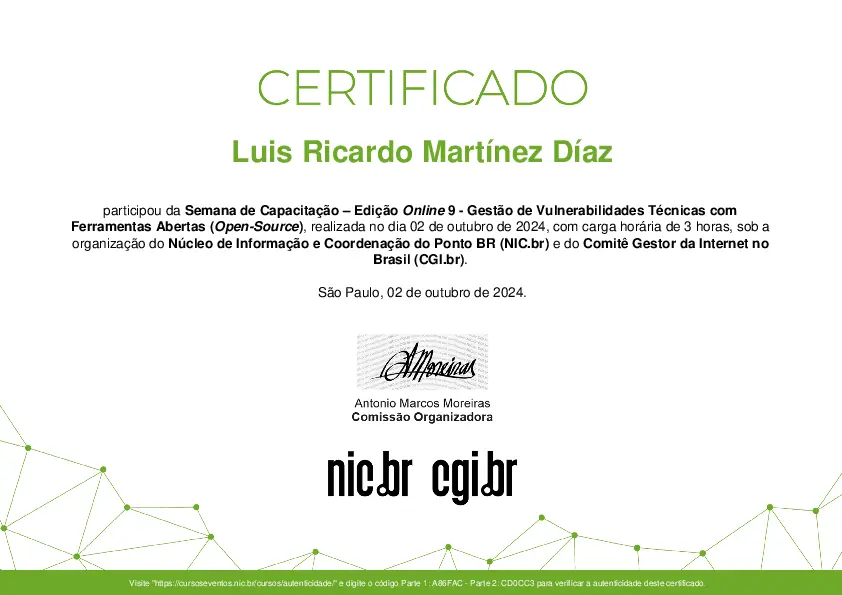 CERTIFICADO
Luis Ricardo Martínez Díaz
participou da Semana de Capacitação – Edição Online 9 - Gestão de Vulnerabilidades Técnicas com
Ferramentas Abertas (Open-Source), realizada no dia 02 de outubro de 2024, com carga horária de 3 horas, sob a
organização do Núcleo de Informação e Coordenação do Ponto BR (NIC.br) e do Comitê Gestor da Internet no
Brasil (CGI.br).
São Paulo, 02 de outubro de 2024.
AMoreiras
Antonio Marcos Moreiras
Comissão Organizadora
nic.br cgi.br
Visite "https://cursoseventos.nic.br/cursos/autenticidade/" e digite o código Parte 1: A86FAC - Parte 2: CD0CC3 para verificar a autenticidade deste certificado.